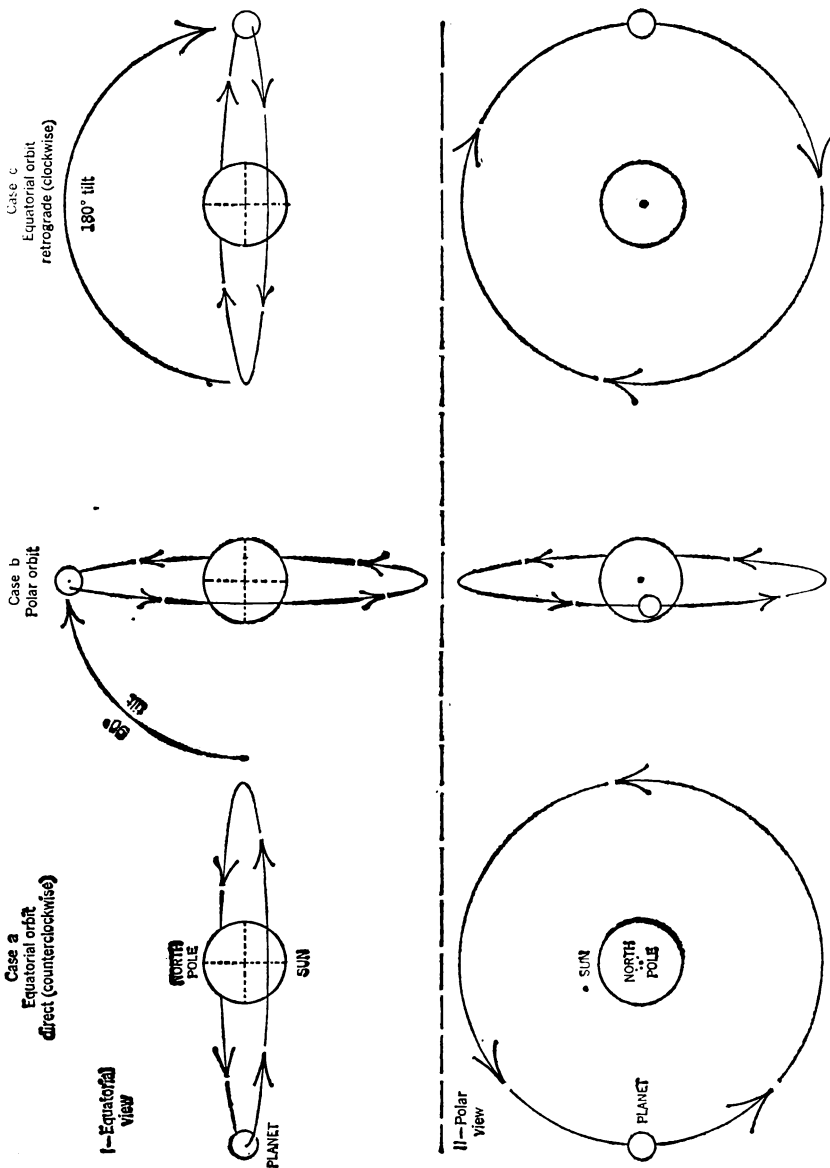 Case a
Equatorial orbit
direct (counterclockwise)
Case b
Polar orbit
Case c
Equatorial orbit
retrograde (clockwise)
I—Equatorial
view
NORTH
POLE
SUN
PLANET
90°
tilt
180° tilt
II—Polar
view
SUN
NORTH
POLE
PLANET